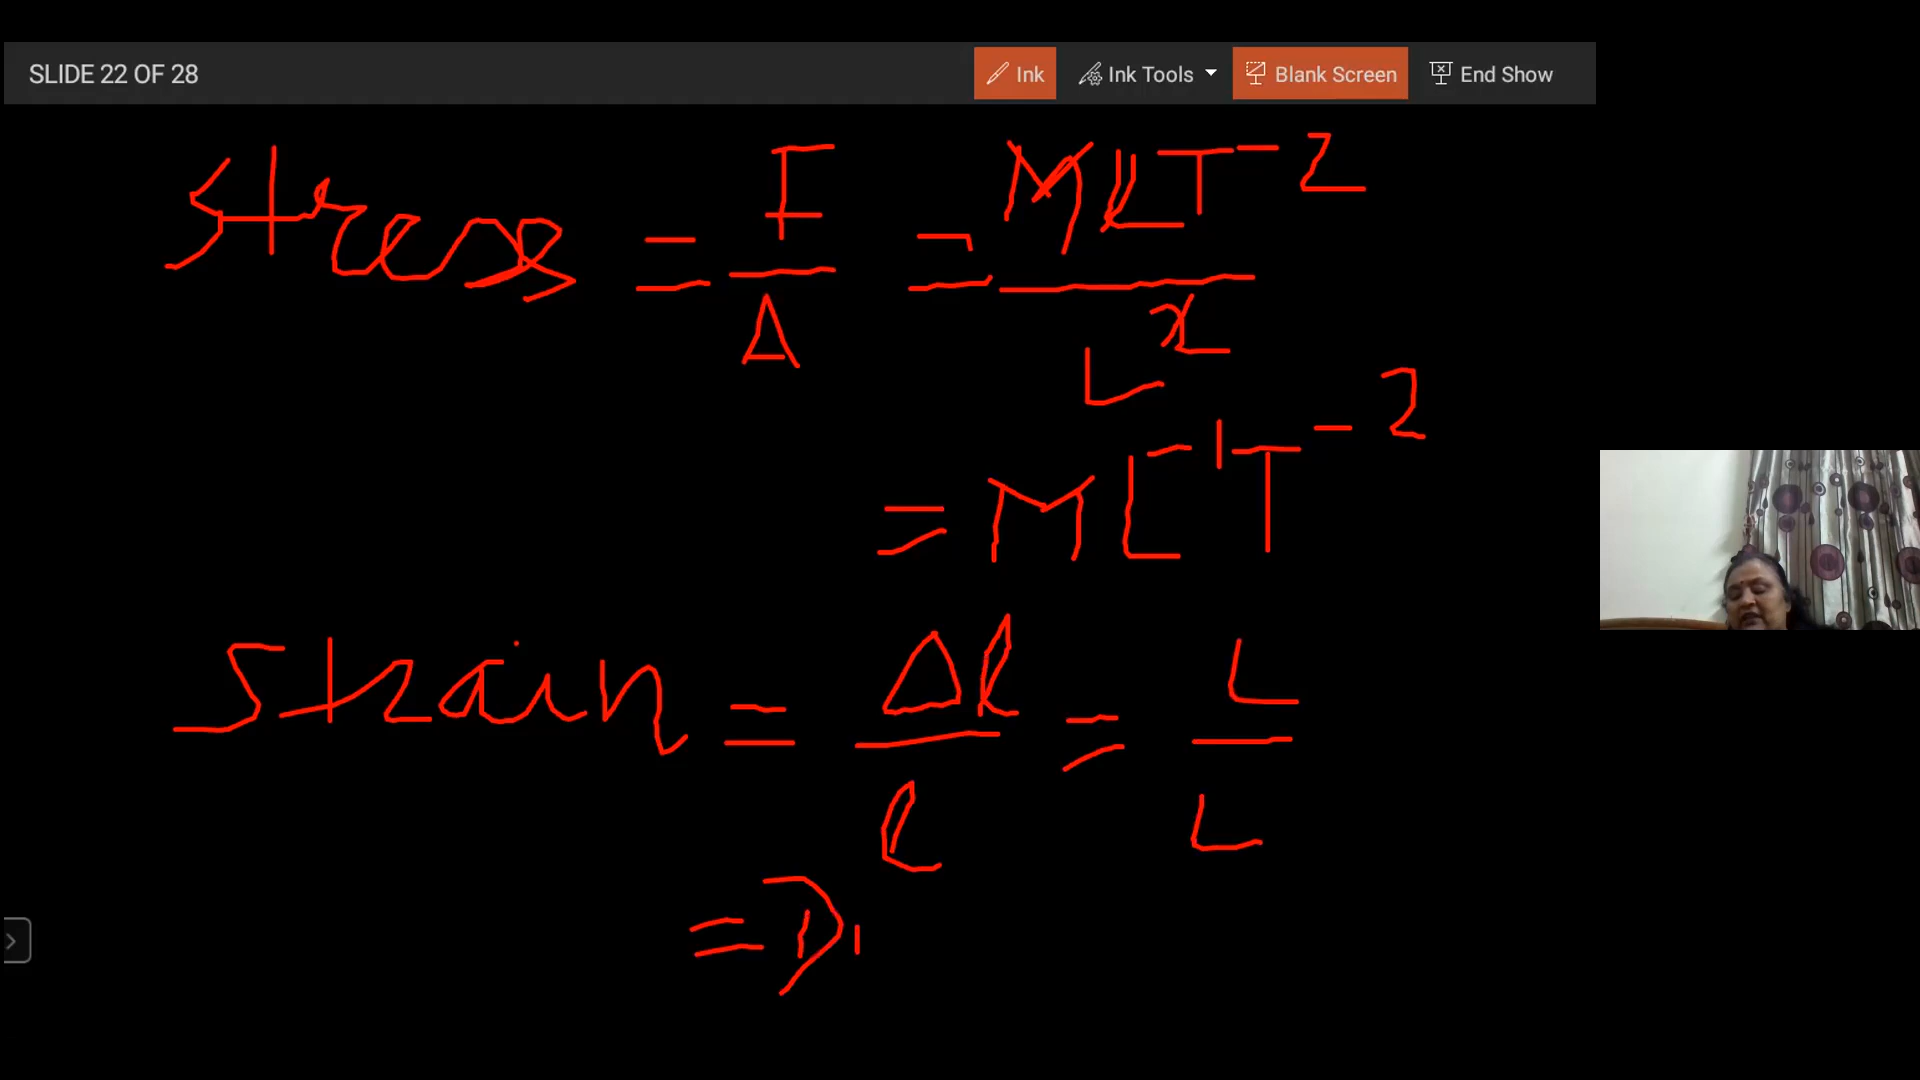 SLIDE 22 OF 28 Ink Ink Tools Blank Screen End Show
Stress = F/A = MLT⁻²/L²
= ML⁻¹T⁻²
Strain = Δl/l = L/L
= Di